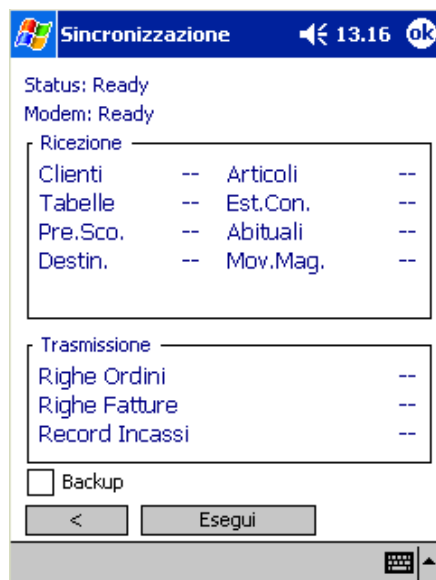 Sincronizzazione 13.16 ok
Status: Ready
Modem: Ready
Ricezione
Clienti -- Articoli --
Tabelle -- Est.Con. --
Pre.Sco. -- Abituali --
Destin. -- Mov.Mag. --
Trasmissione
Righe Ordini --
Righe Fatture --
Record Incassi --
Backup
< Esegui